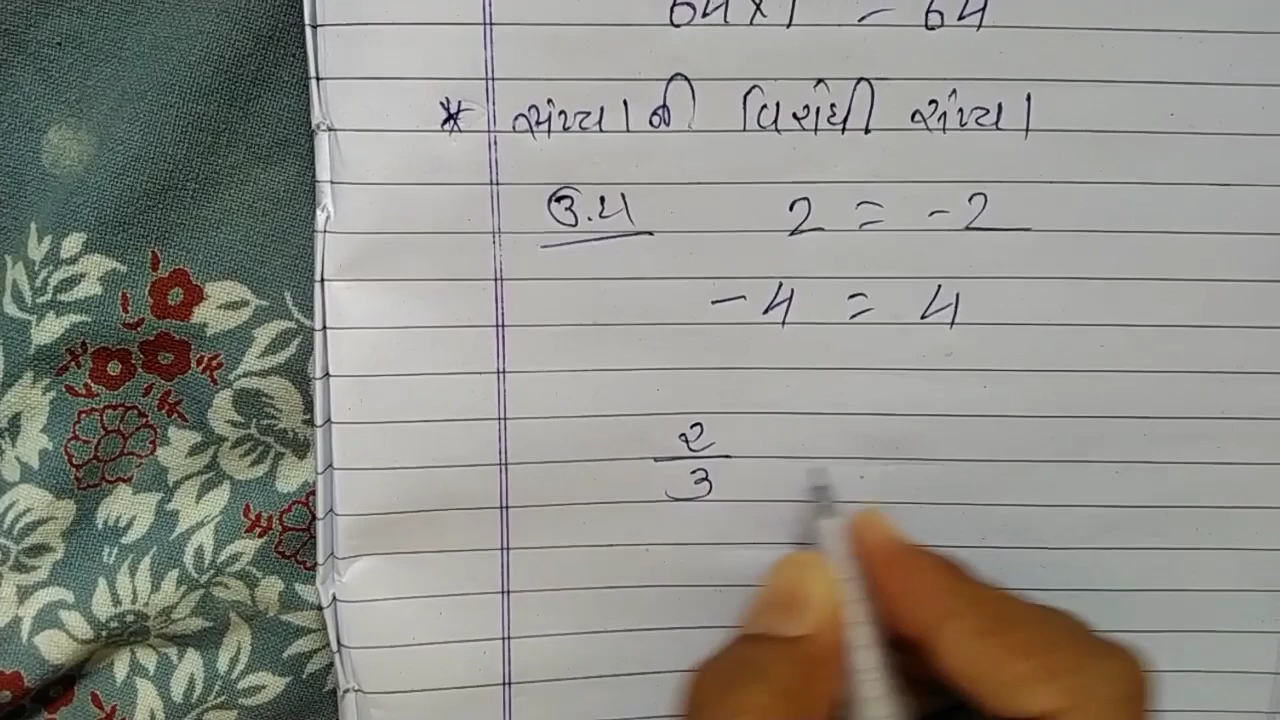 64 x 1 = 64
* સંખ્યાની વિરોધી સંખ્યા
ઉ.દા 2 = -2
-4 = 4
2/3